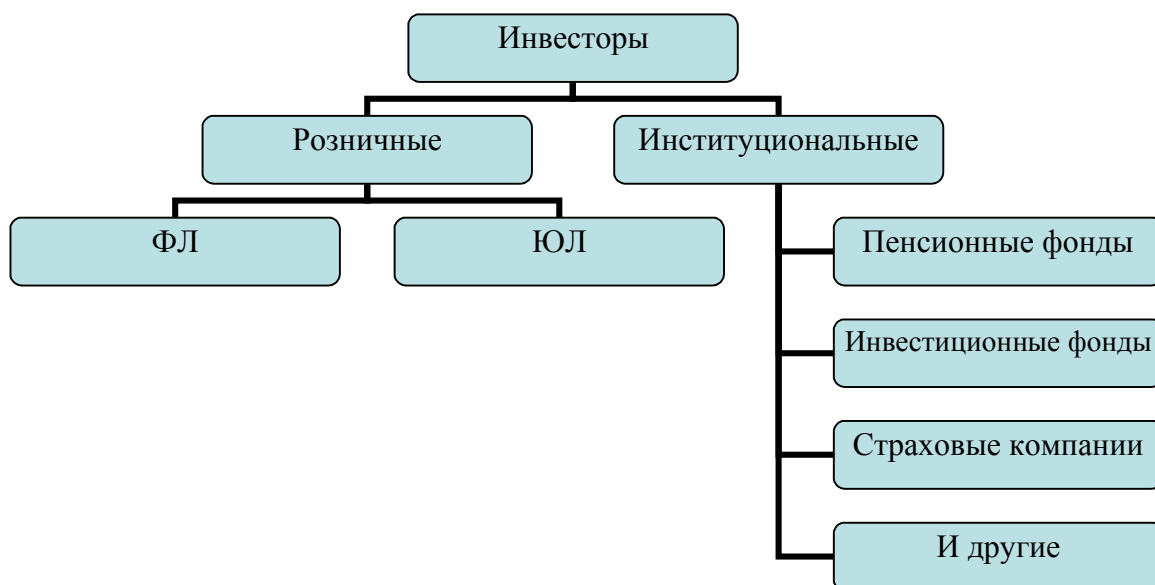 Инвесторы
Розничные
Институциональные
ФЛ
ЮЛ
Пенсионные фонды
Инвестиционные фонды
Страховые компании
И другие